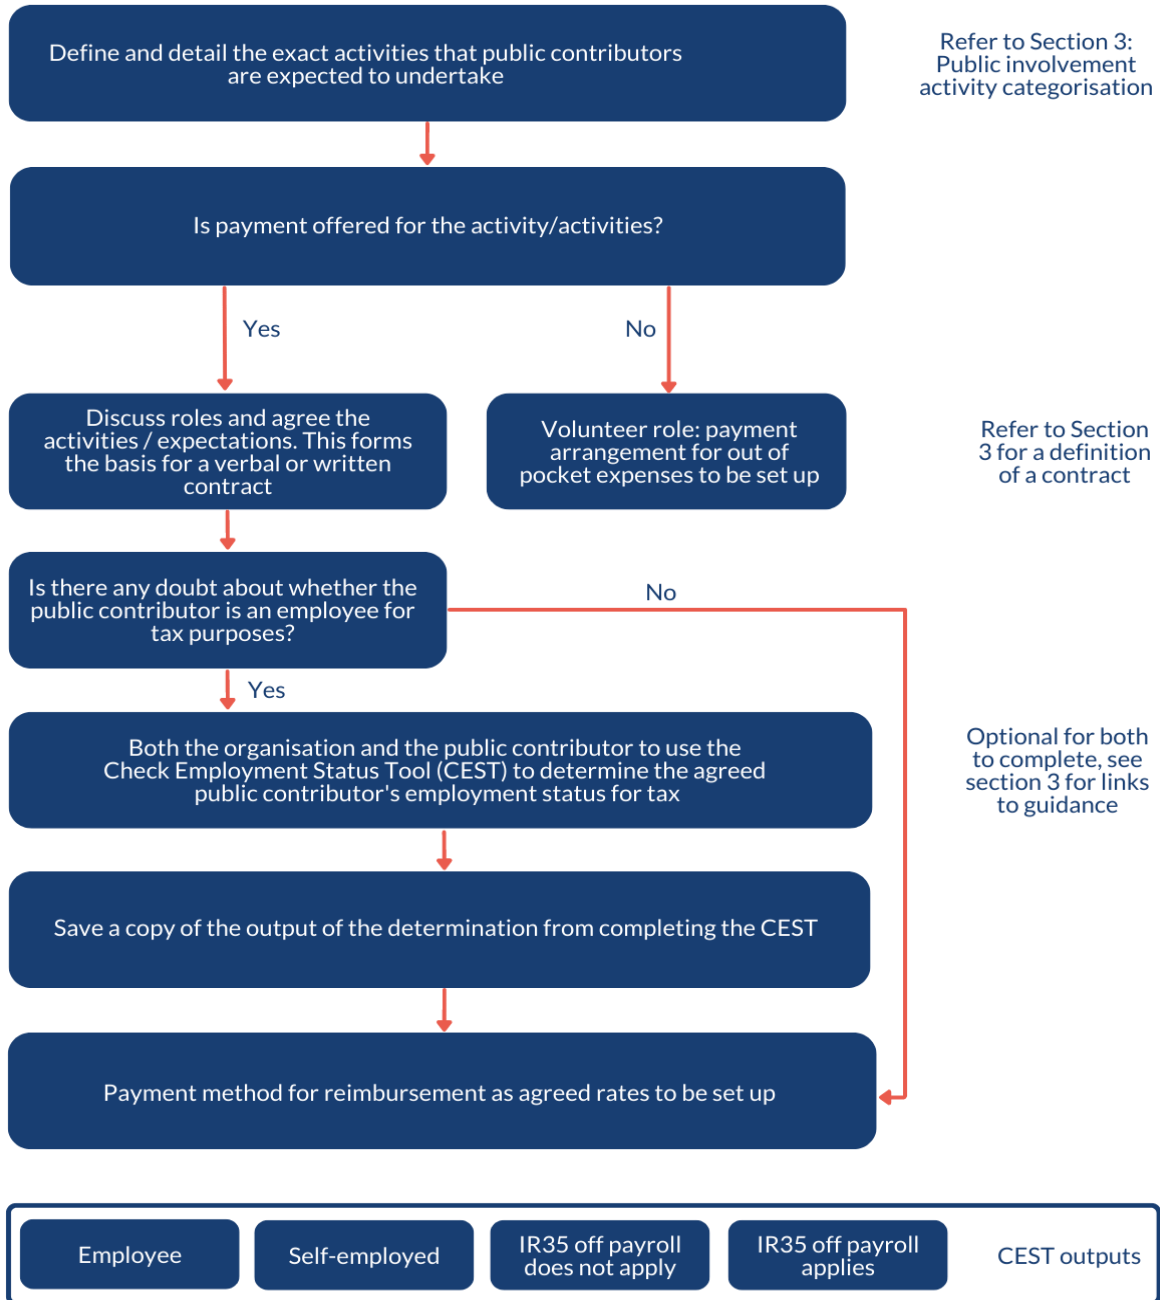 Define and detail the exact activities that public contributors
are expected to undertake
Refer to Section 3:
Public involvement
activity categorisation
Is payment offered for the activity/activities?
Yes
No
Discuss roles and agree the
activities / expectations. This forms
the basis for a verbal or written
contract
Volunteer role: payment
arrangement for out of
pocket expenses to be set up
Refer to Section
3 for a definition
of a contract
Is there any doubt about whether the
public contributor is an employee for
tax purposes?
No
Yes
Both the organisation and the public contributor to use the
Check Employment Status Tool (CEST) to determine the agreed
public contributor's employment status for tax
Optional for both
to complete, see
section 3 for links
to guidance
Save a copy of the output of the determination from completing the CEST
Payment method for reimbursement as agreed rates to be set up
Employee
Self-employed
IR35 off payroll
does not apply
IR35 off payroll
applies
CEST outputs